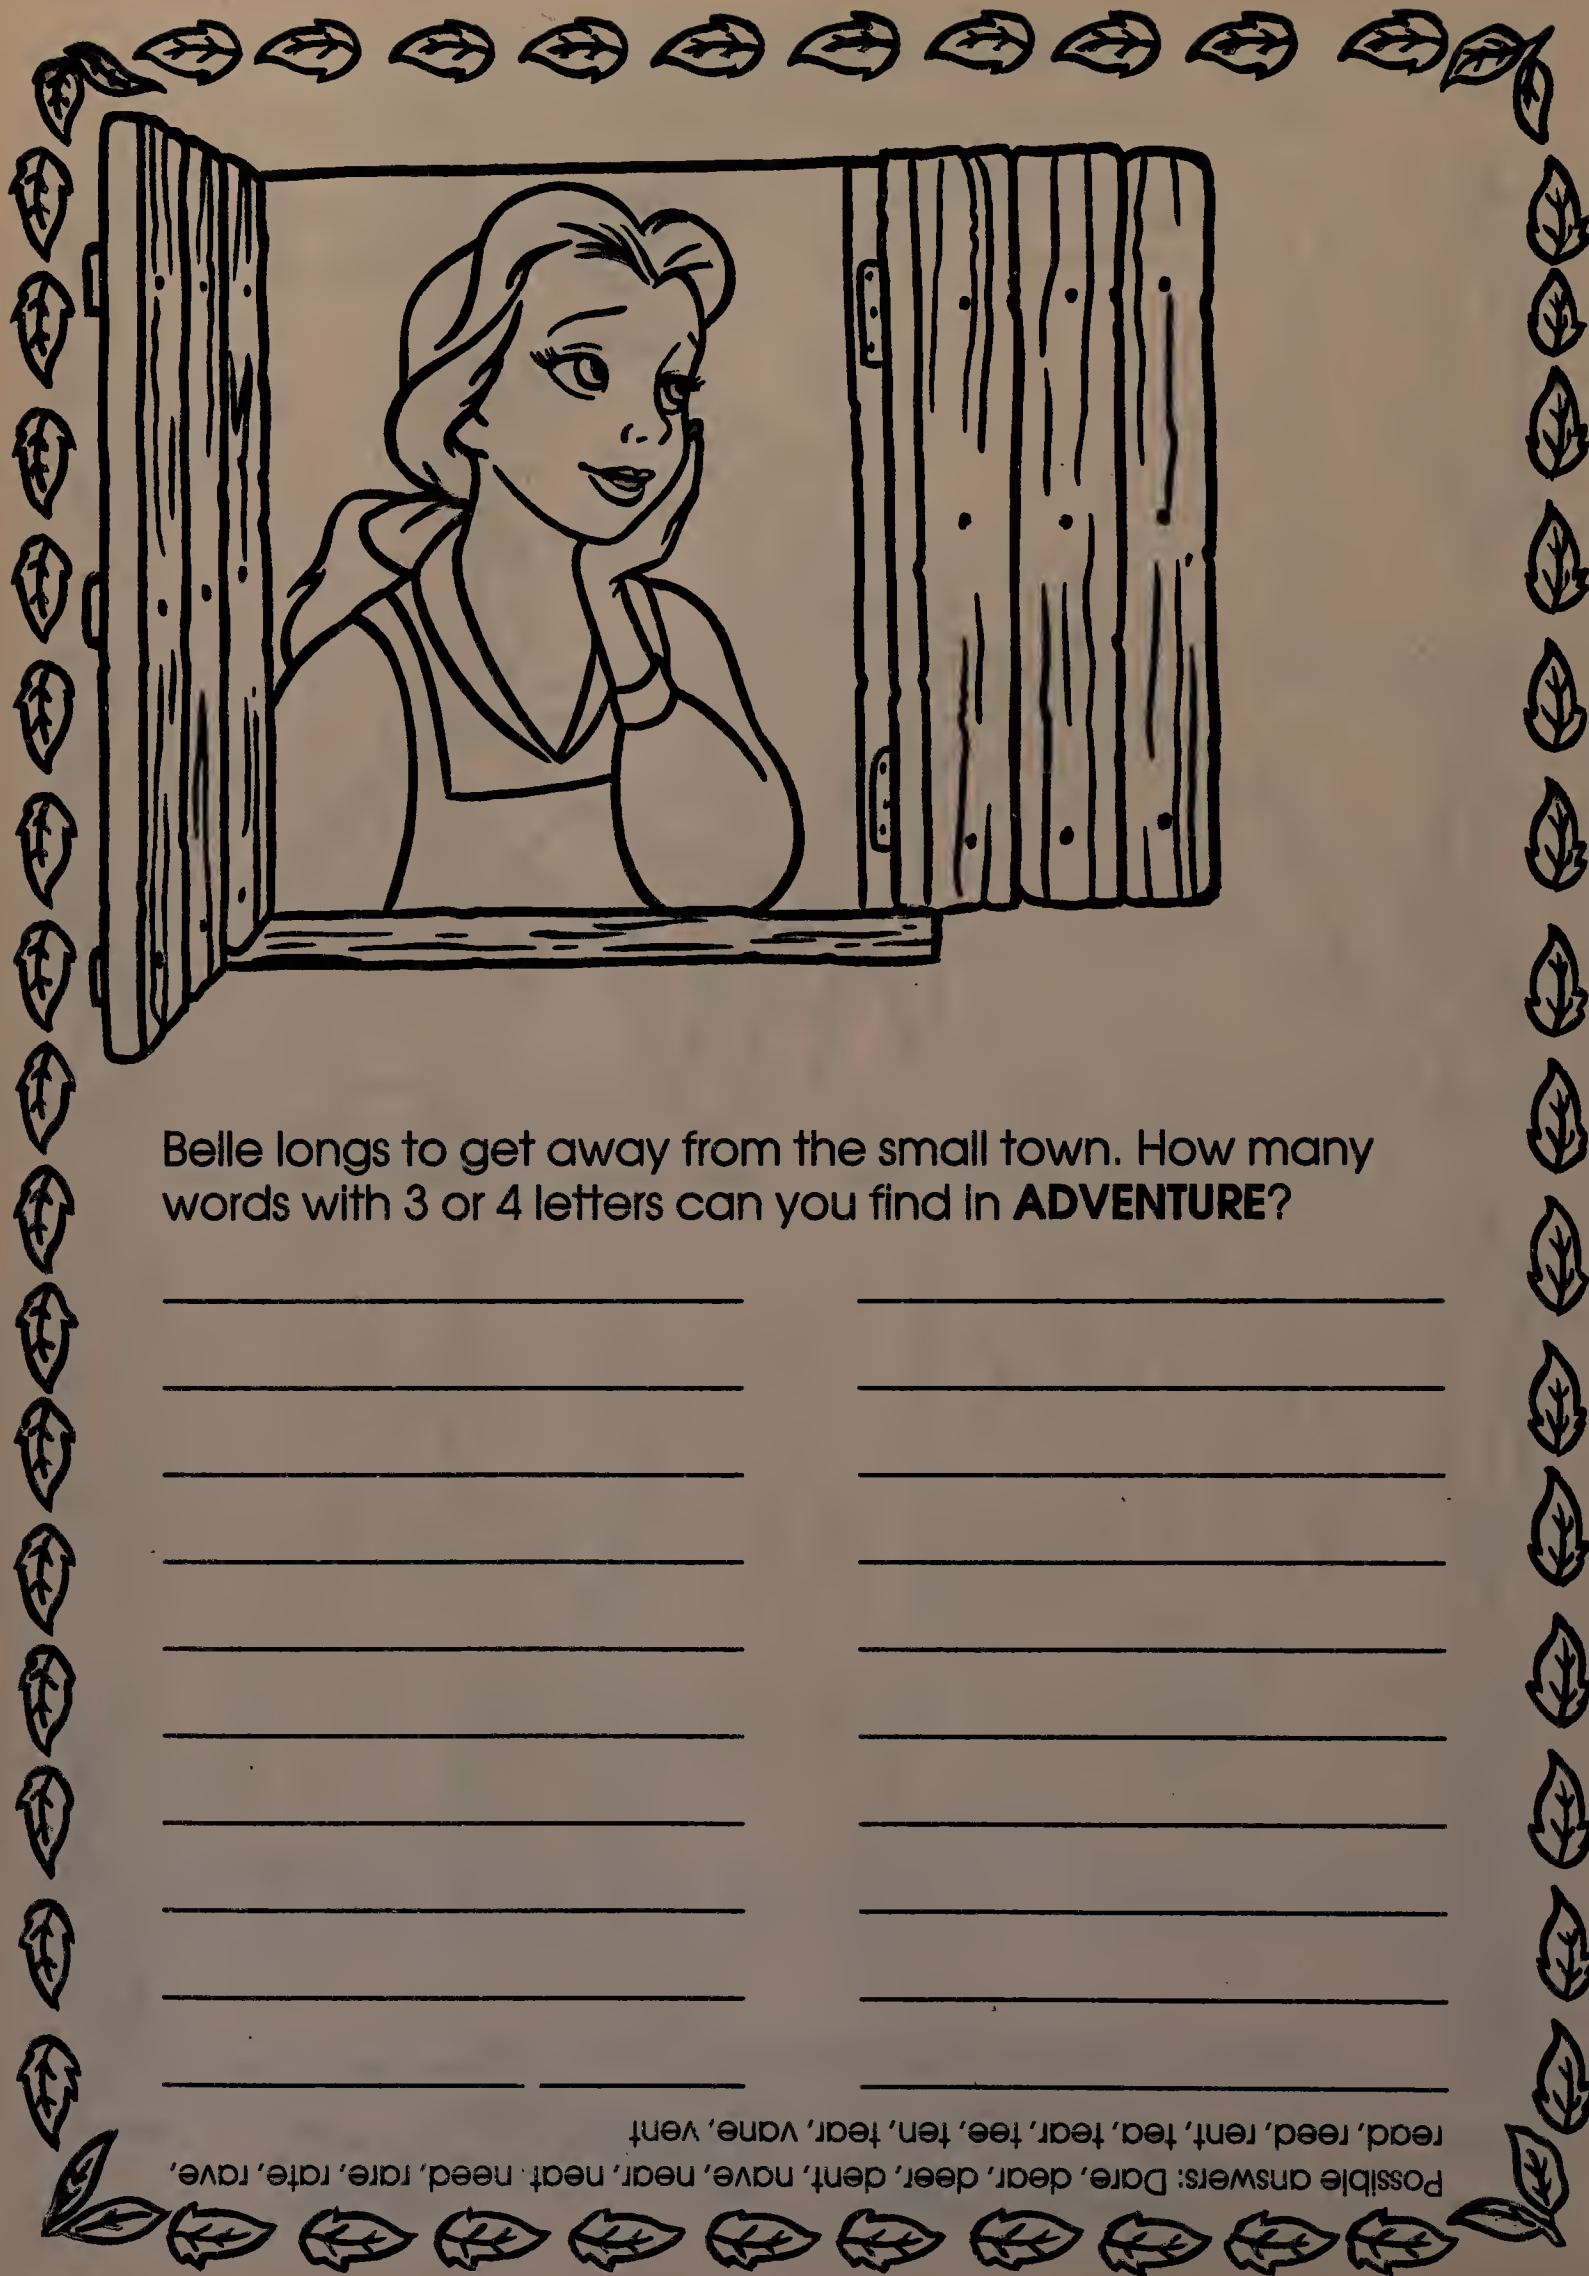 Belle longs to get away from the small town. How many
words with 3 or 4 letters can you find in ADVENTURE?
Possible answers: Dare, dear, deer, dent, nave, near, neat, need, rare, rate, rave,
read, reed, rent, tea, tear, tee, ten, tear, vane, vent